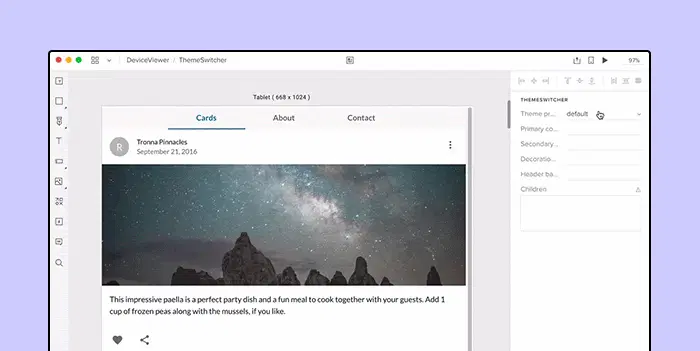 DeviceViewer / ThemeSwitcher
97%
Tablet ( 668 x 1024 )
Cards About Contact
R
Tronna Pinnacles
September 21, 2016
This impressive paella is a perfect party dish and a fun meal to cook together with your guests. Add 1
cup of frozen peas along with the mussels, if you like.
THEMESWITCHER
Theme pr... default
Primary co...
Secondary...
Decoratio...
Header ba...
Children